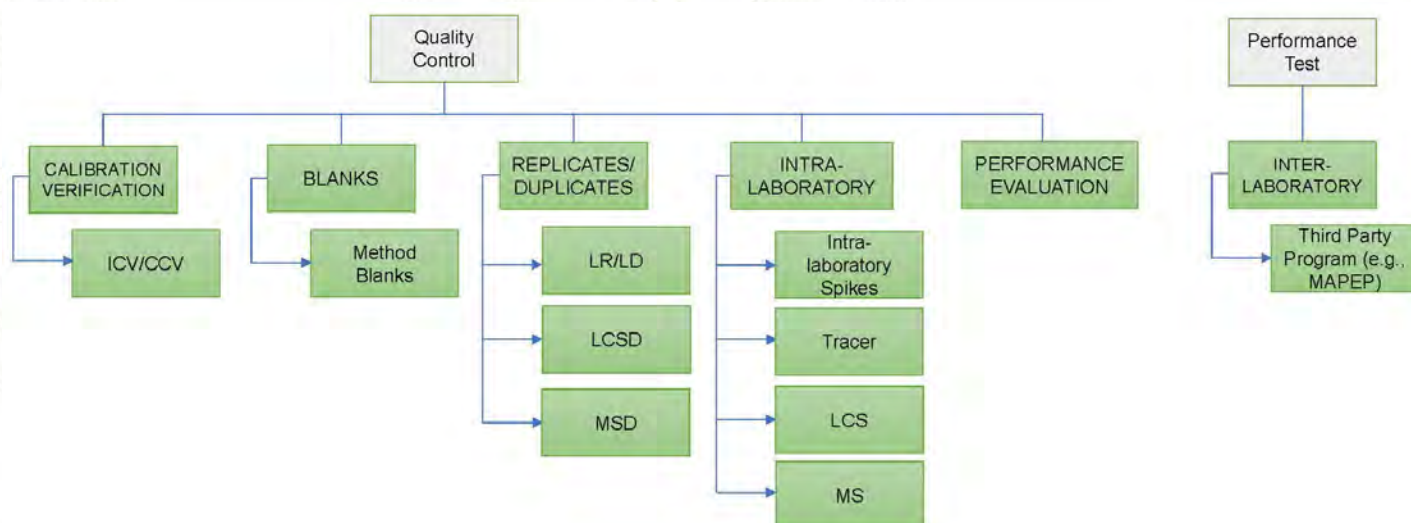 Quality
Control
Performance
Test
CALIBRATION
VERIFICATION
BLANKS
REPLICATES/
DUPLICATES
INTRA-
LABORATORY
PERFORMANCE
EVALUATION
INTER-
LABORATORY
ICV/CCV
Method
Blanks
LR/LD
LCSD
MSD
Intra-
laboratory
Spikes
Tracer
LCS
MS
Third Party
Program (e.g.,
MAPEP)